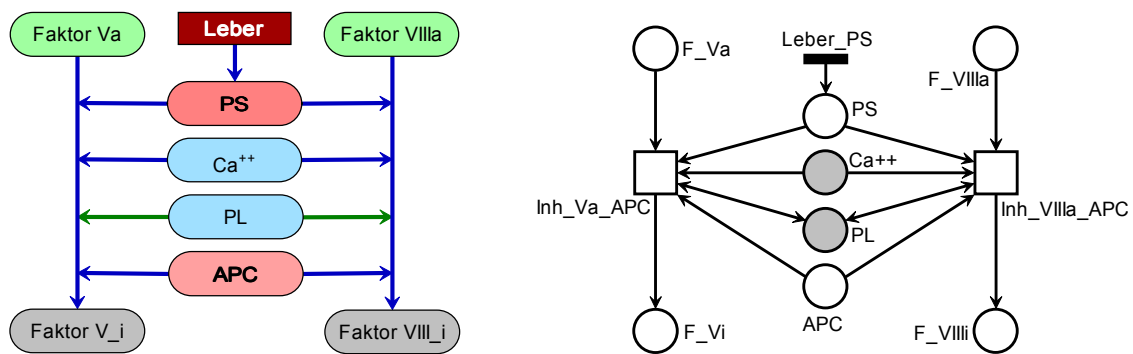 Faktor Va
Leber
Faktor VIIIa
PS
Ca++
PL
APC
Faktor V_i
Faktor VIII_i
F_Va
Leber_PS
F_VIIIa
PS
Ca++
Inh_Va_APC
Inh_VIIIa_APC
PL
APC
F_Vi
F_VIIIi